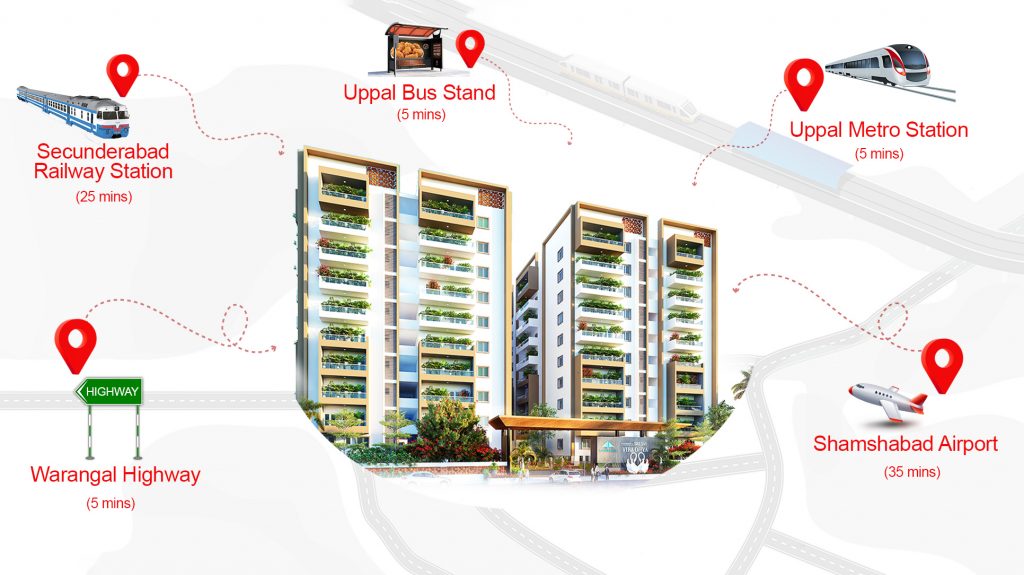 Uppal Bus Stand
(5 mins)
Uppal Metro Station
(5 mins)
Secunderabad
Railway Station
(25 mins)
HIGHWAY
Warangal Highway
(5 mins)
Shamshabad Airport
(35 mins)